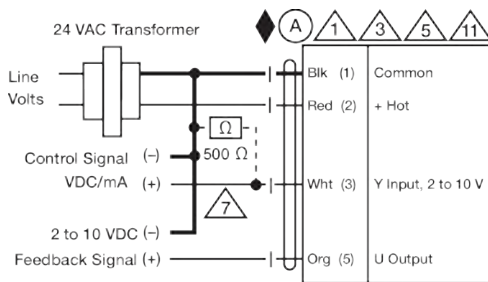 24 VAC Transformer
A 1 3 5 11
Line
Volts
Blk (1) Common
Red (2) + Hot
Ω
500 Ω
Control Signal (−)
VDC/mA (+)
Wht (3) Y Input, 2 to 10 V
7
2 to 10 VDC (−)
Feedback Signal (+)
Org (5) U Output